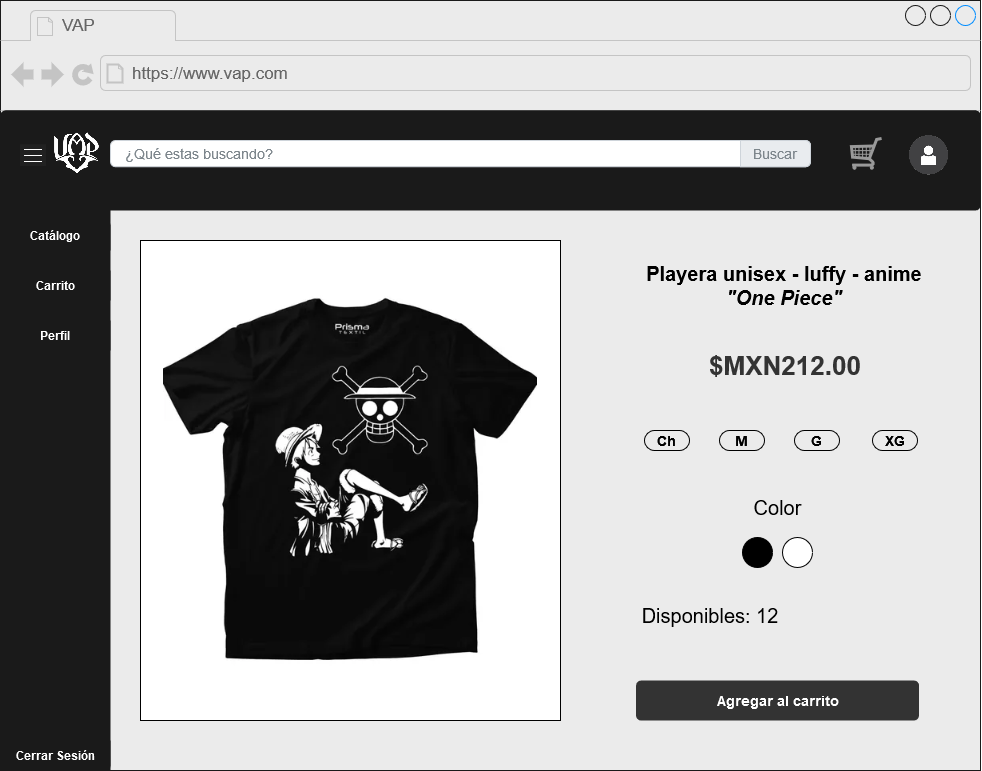 VAP
https://www.vap.com
VAP
¿Qué estas buscando?
Buscar
Catálogo
Carrito
Perfil
Cerrar Sesión
Prisma
TEXTIL
Playera unisex - luffy - anime
"One Piece"
$MXN212.00
Ch M G XG
Color
Disponibles: 12
Agregar al carrito